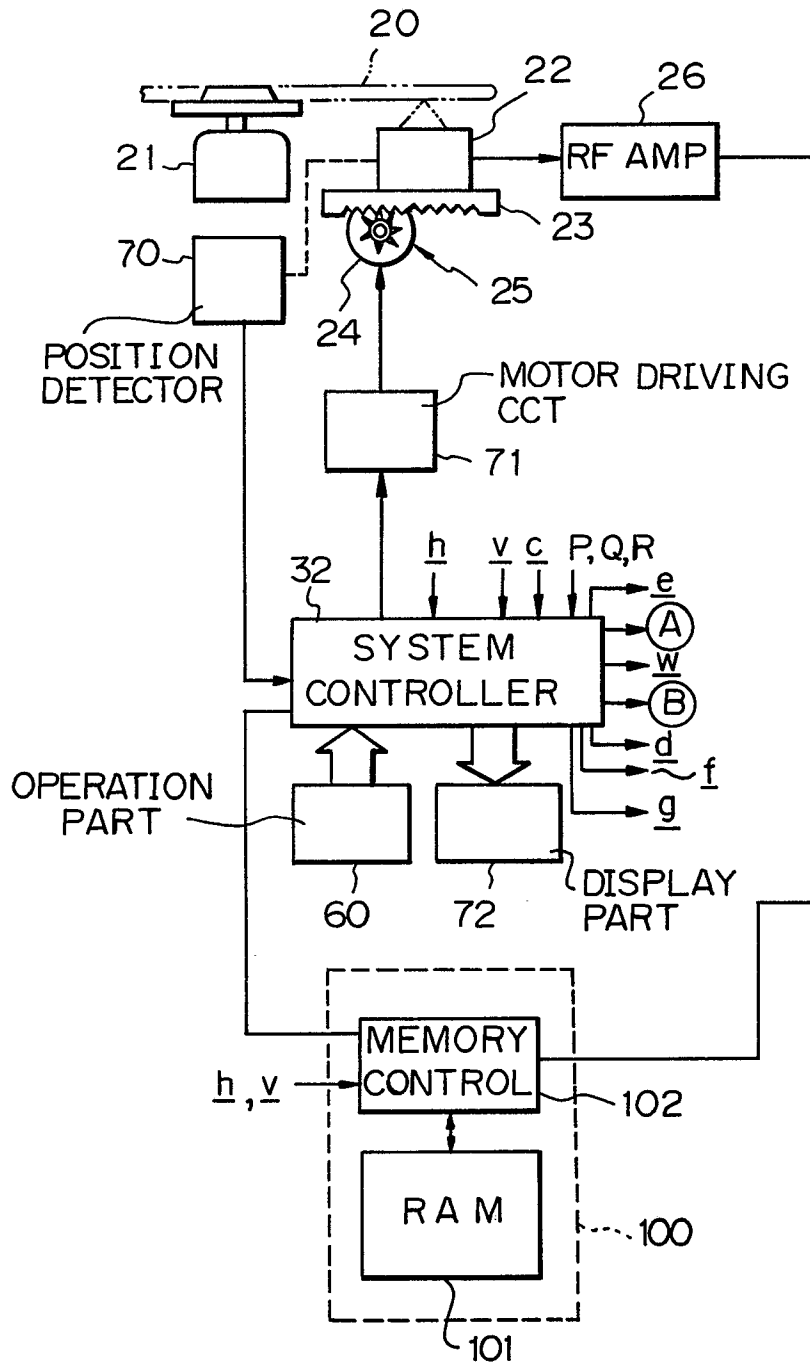 20
22
26
21
RF AMP
23
70
24
25
POSITION
DETECTOR
MOTOR DRIVING
CCT
71
32
h
v
c
P,Q,R
e
SYSTEM
CONTROLLER
A
w
B
d
f
g
OPERATION
PART
60
72
DISPLAY
PART
MEMORY
CONTROL
h, v
102
RAM
100
101